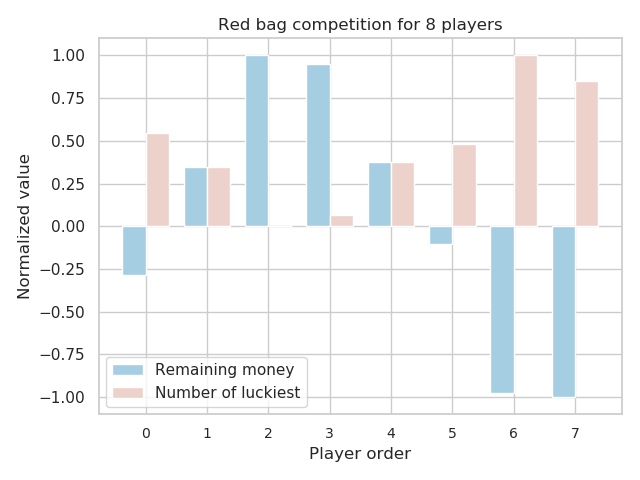 Red bag competition for 8 players
Normalized value
1.00
0.75
0.50
0.25
0.00
−0.25
−0.50
−0.75
−1.00
Remaining money
Number of luckiest
0 1 2 3 4 5 6 7
Player order